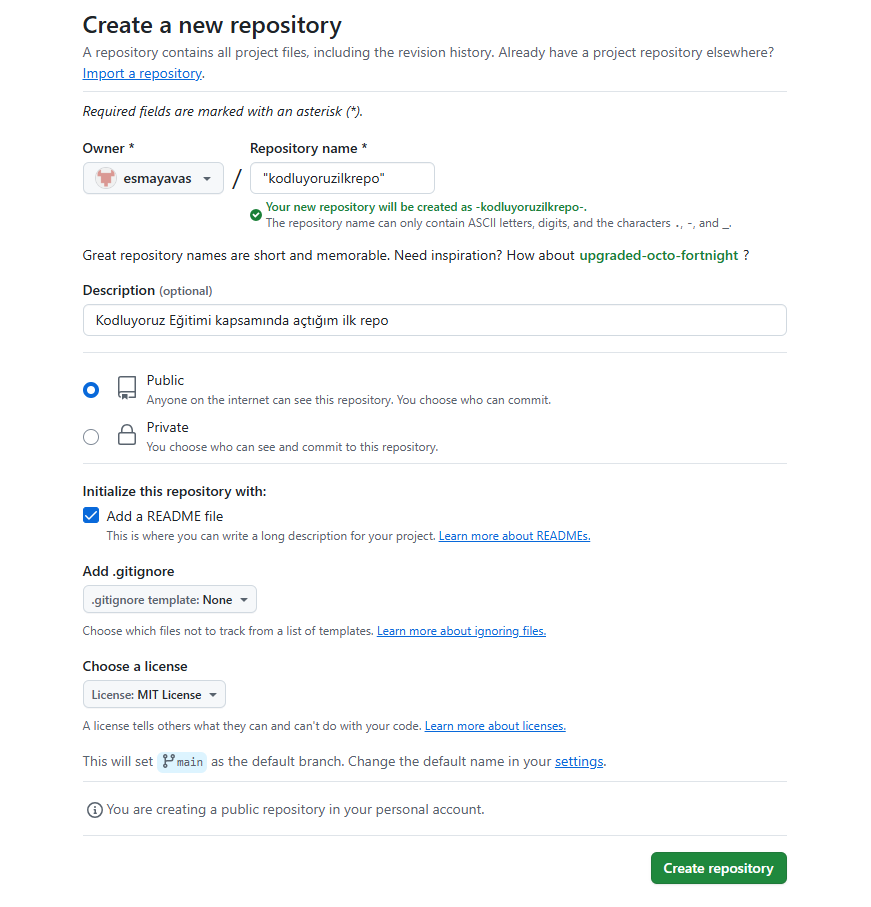 Create a new repository
A repository contains all project files, including the revision history. Already have a project repository elsewhere?
Import a repository.
Required fields are marked with an asterisk (*).
Owner * Repository name *
esmayavas / "kodluyoruzilkrepo"
Your new repository will be created as -kodluyoruzilkrepo-.
The repository name can only contain ASCII letters, digits, and the characters ., -, and _.
Great repository names are short and memorable. Need inspiration? How about upgraded-octo-fortnight ?
Description (optional)
Kodluyoruz Eğitimi kapsamında açtığım ilk repo
Public
Anyone on the internet can see this repository. You choose who can commit.
Private
You choose who can see and commit to this repository.
Initialize this repository with:
Add a README file
This is where you can write a long description for your project. Learn more about READMEs.
Add .gitignore
.gitignore template: None
Choose which files not to track from a list of templates. Learn more about ignoring files.
Choose a license
License: MIT License
A license tells others what they can and can't do with your code. Learn more about licenses.
This will set main as the default branch. Change the default name in your settings.
You are creating a public repository in your personal account.
Create repository